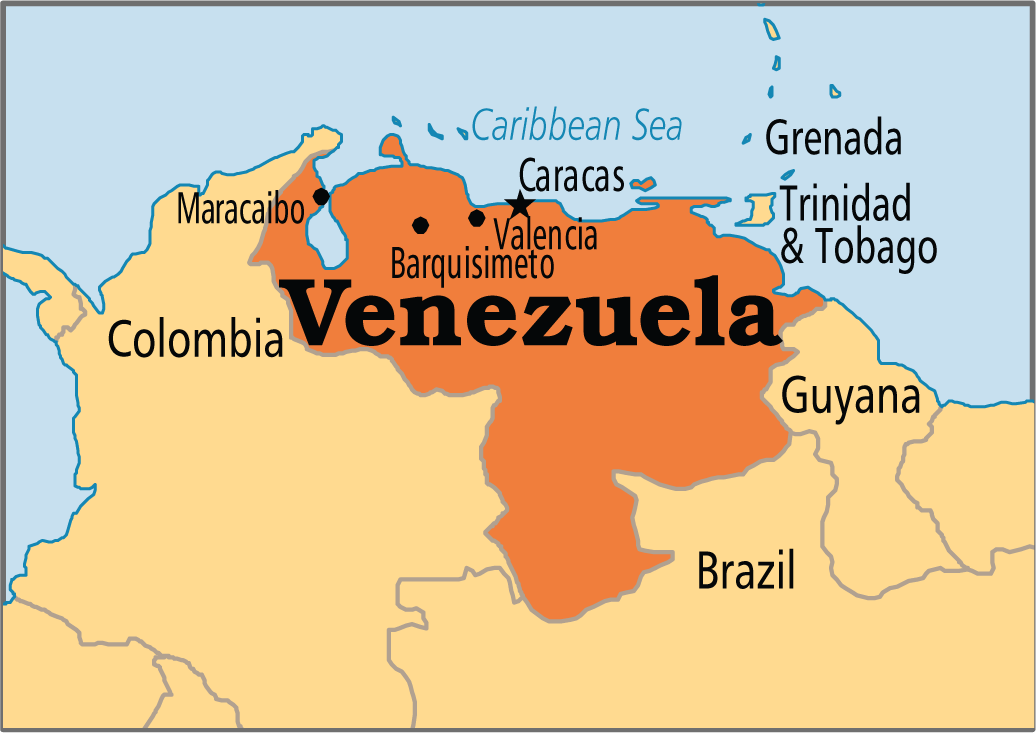 Caribbean Sea
Grenada
Caracas
Maracaibo
Trinidad
& Tobago
Valencia
Barquisimeto
Venezuela
Colombia
Guyana
Brazil